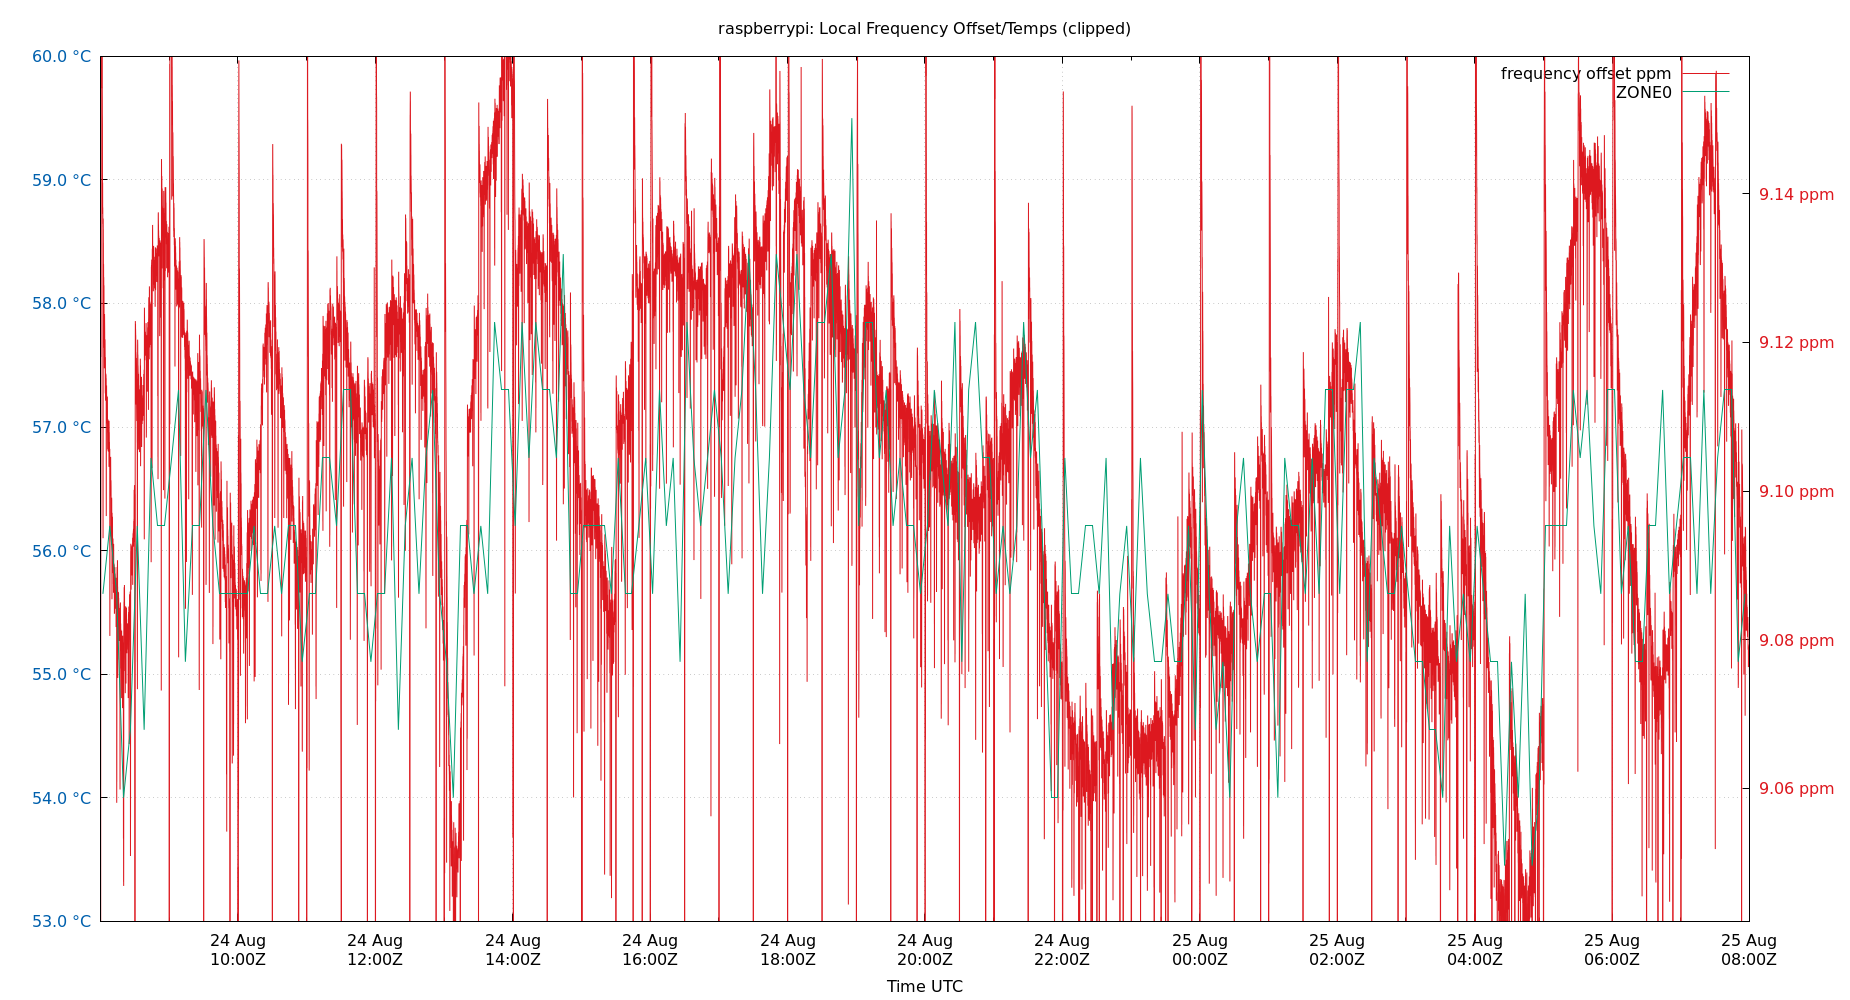 raspberrypi: Local Frequency Offset/Temps (clipped)
frequency offset ppm
ZONE0
60.0 °C
59.0 °C
58.0 °C
57.0 °C
56.0 °C
55.0 °C
54.0 °C
53.0 °C
9.14 ppm
9.12 ppm
9.10 ppm
9.08 ppm
9.06 ppm
24 Aug
10:00Z
24 Aug
12:00Z
24 Aug
14:00Z
24 Aug
16:00Z
24 Aug
18:00Z
24 Aug
20:00Z
24 Aug
22:00Z
25 Aug
00:00Z
25 Aug
02:00Z
25 Aug
04:00Z
25 Aug
06:00Z
25 Aug
08:00Z
Time UTC